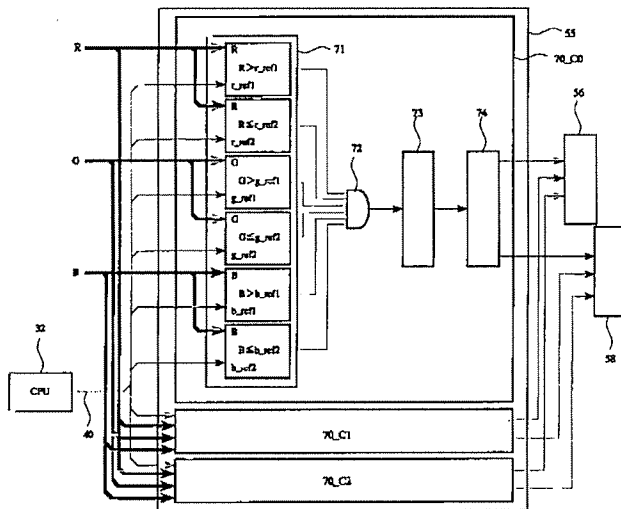 R
G
B
R
R>r_ref1
r_ref1
R
R≤r_ref2
r_ref2
G
G>g_ref1
g_ref1
G
G≤g_ref2
g_ref2
B
B>b_ref1
b_ref1
B
B≤b_ref2
b_ref2
71
72
73
74
55
70_C0
56
58
32
CPU
40
70_C1
70_C2